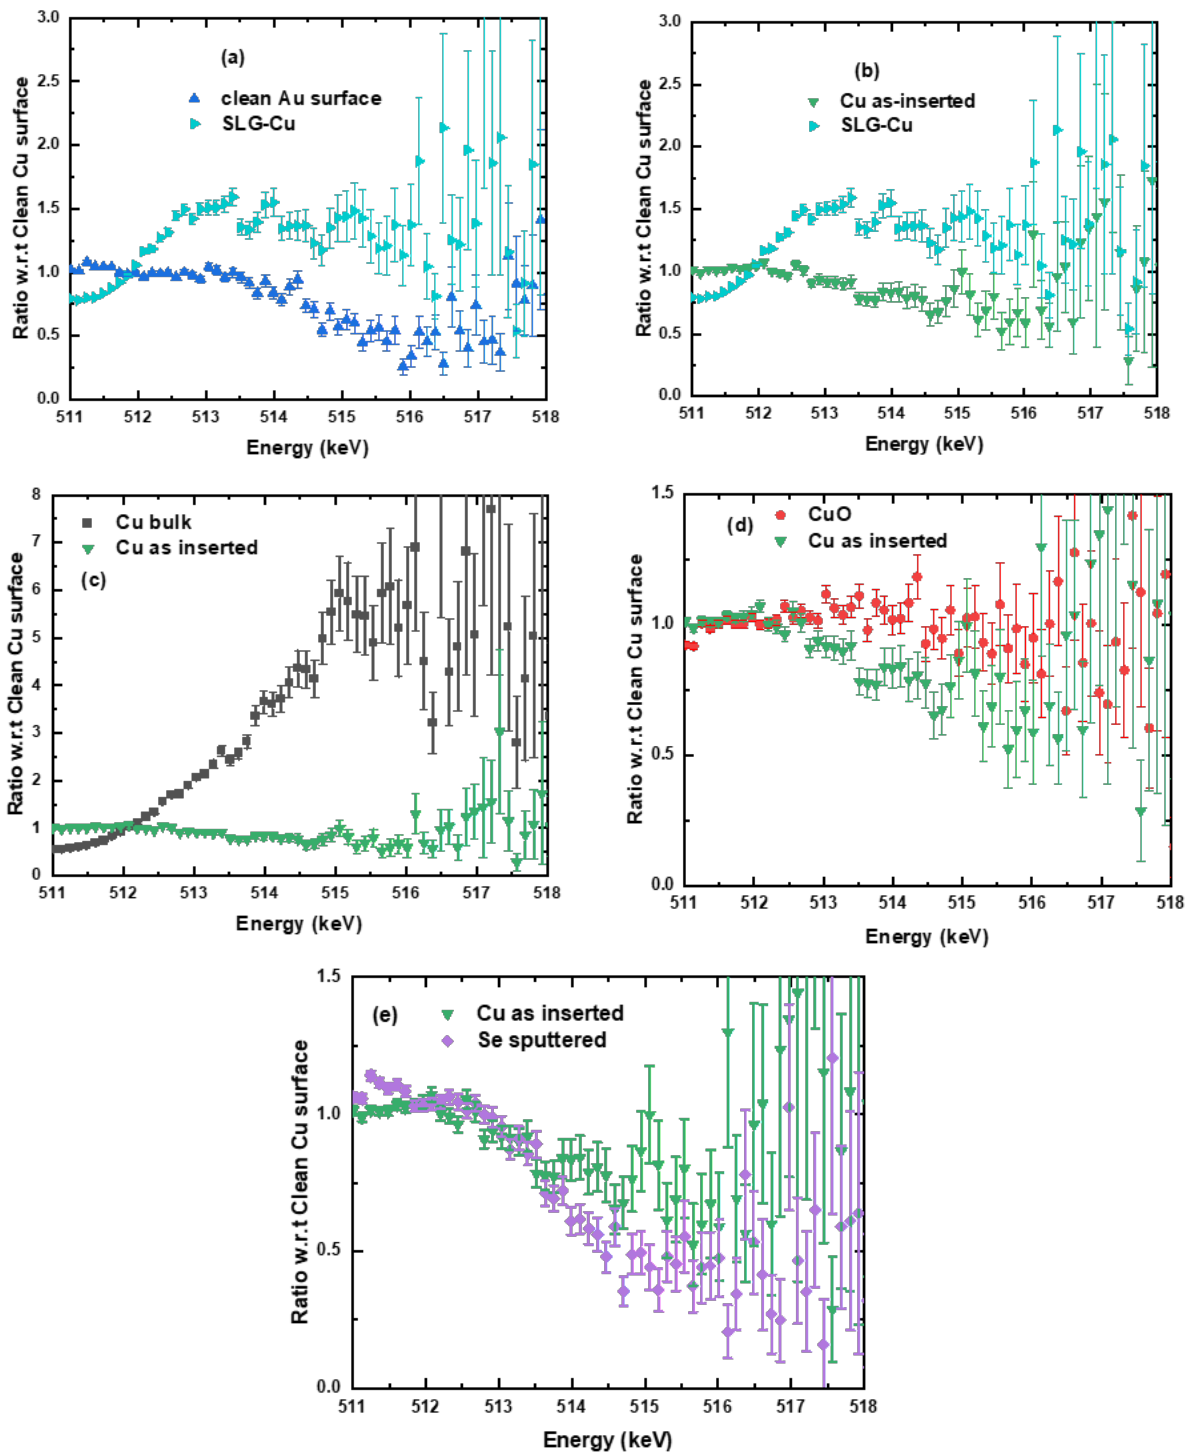 (a)
clean Au surface
SLG-Cu
Ratio w.r.t Clean Cu surface
3.0
2.5
2.0
1.5
1.0
0.5
0.0
511 512 513 514 515 516 517 518
Energy (keV)
(b)
Cu as-inserted
SLG-Cu
Ratio w.r.t Clean Cu surface
3.0
2.5
2.0
1.5
1.0
0.5
0.0
511 512 513 514 515 516 517 518
Energy (keV)
Cu bulk
Cu as inserted
(c)
Ratio w.r.t Clean Cu surface
8
7
6
5
4
3
2
1
0
511 512 513 514 515 516 517 518
Energy (keV)
(d)
CuO
Cu as inserted
Ratio w.r.t Clean Cu surface
1.5
1.0
0.5
0.0
511 512 513 514 515 516 517 518
Energy (keV)
(e)
Cu as inserted
Se sputtered
Ratio w.r.t Clean Cu surface
1.5
1.0
0.5
0.0
511 512 513 514 515 516 517 518
Energy (keV)